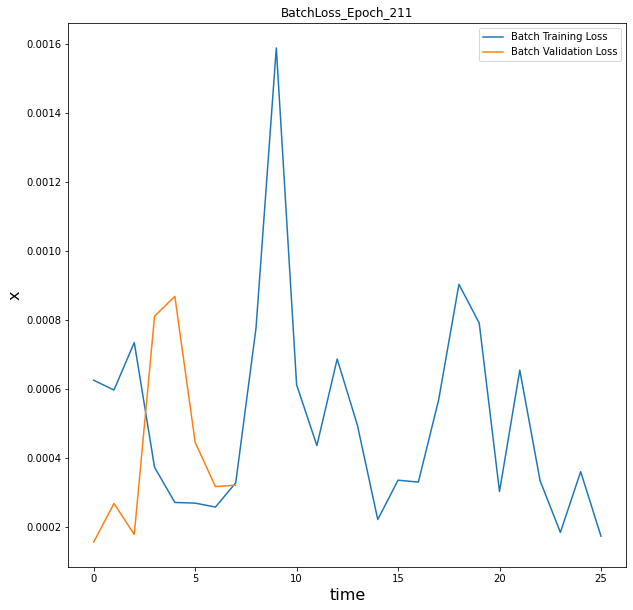 BatchLoss_Epoch_211
Batch Training Loss
Batch Validation Loss
0.0016
0.0014
0.0012
0.0010
0.0008
0.0006
0.0004
0.0002
x
0
5
10
15
20
25
time